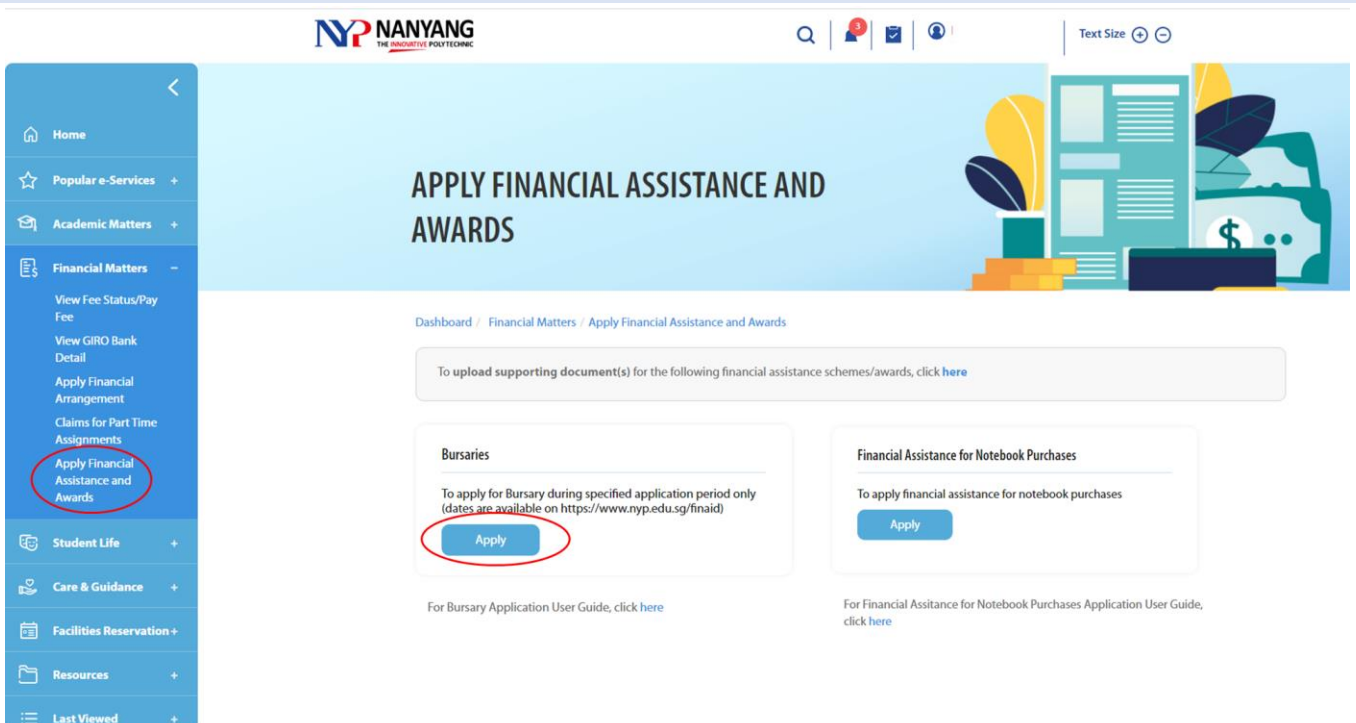 NYP NANYANG
THE INNOVATIVE POLYTECHNIC
3
Text Size
Home
Popular e-Services +
Academic Matters +
Financial Matters −
View Fee Status/Pay
Fee
View GIRO Bank
Detail
Apply Financial
Arrangement
Claims for Part Time
Assignments
Apply Financial
Assistance and
Awards
Student Life +
Care & Guidance +
Facilities Reservation+
Resources +
Last Viewed +
APPLY FINANCIAL ASSISTANCE AND
AWARDS
$
Dashboard / Financial Matters / Apply Financial Assistance and Awards
To upload supporting document(s) for the following financial assistance schemes/awards, click here
Bursaries
To apply for Bursary during specified application period only
(dates are available on https://www.nyp.edu.sg/finaid)
Apply
For Bursary Application User Guide, click here
Financial Assistance for Notebook Purchases
To apply financial assistance for notebook purchases
Apply
For Financial Assitance for Notebook Purchases Application User Guide,
click here